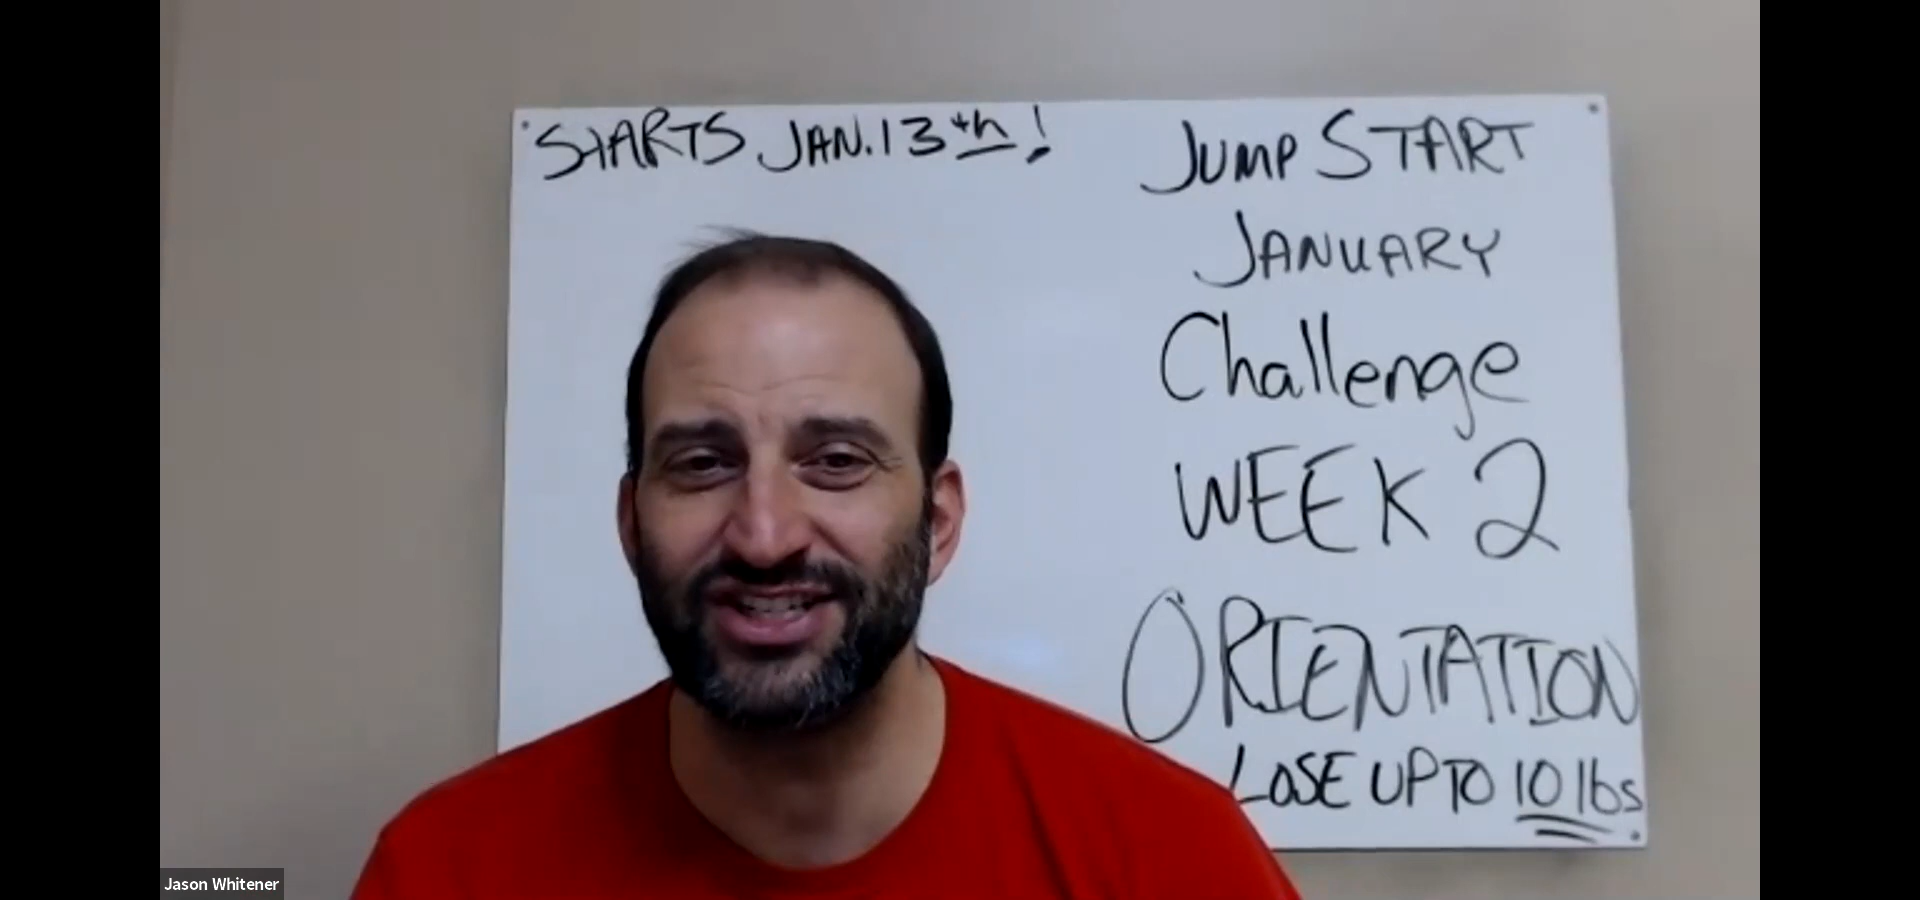 STARTS JAN. 13th!
JUMP START
JANUARY
Challenge
WEEK 2
ORIENTATION
LOSE UP TO 10 lbs
Jason Whitener